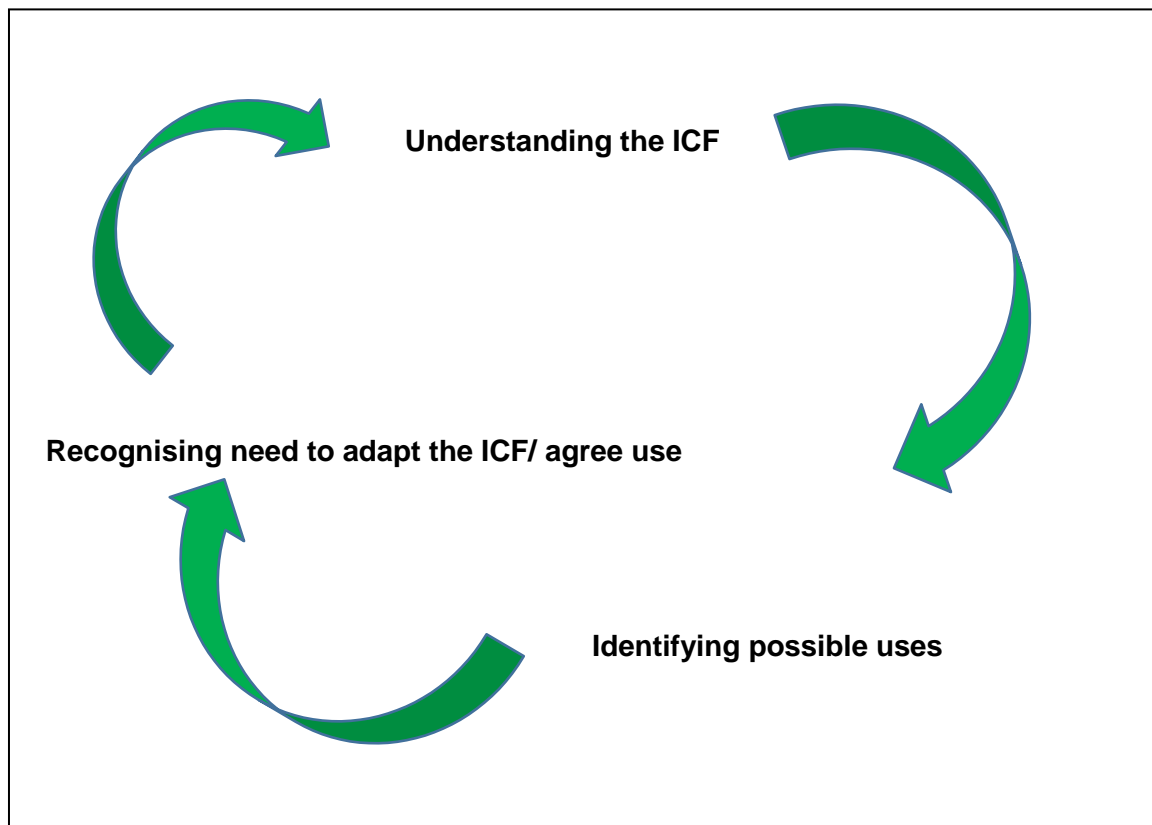 Understanding the ICF
Recognising need to adapt the ICF/ agree use
Identifying possible uses